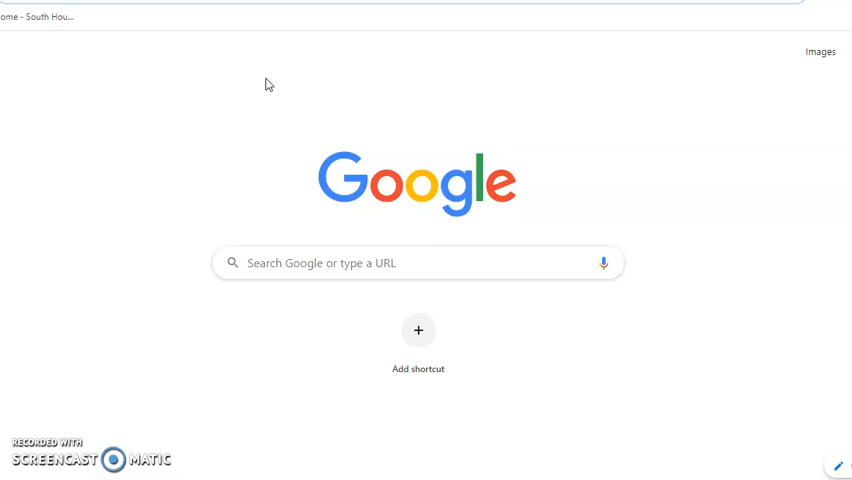 ome - South Hou...
Images
Google
Search Google or type a URL
+
Add shortcut
RECORDED WITH
SCREENCAST MATIC